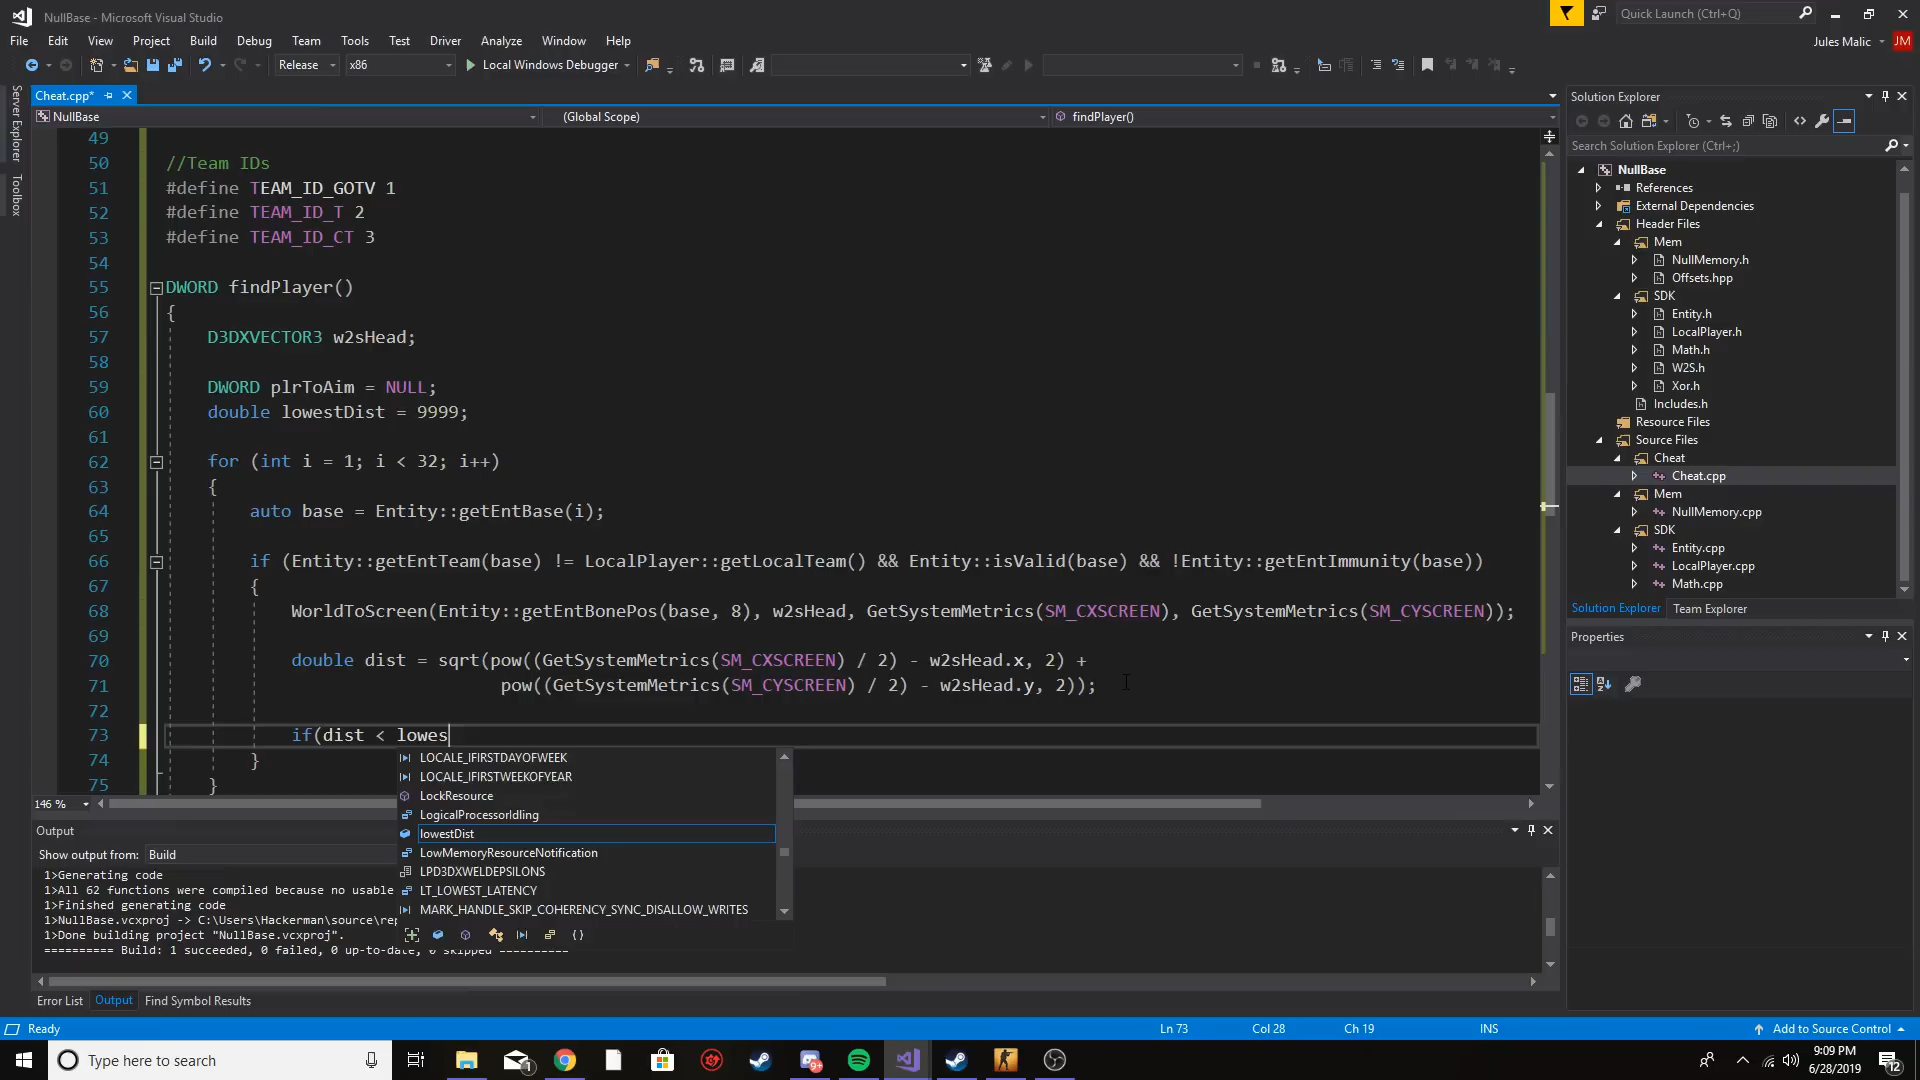 NullBase - Microsoft Visual Studio
Quick Launch (Ctrl+Q)
File Edit View Project Build Debug Team Tools Test Driver Analyze Window Help
Jules Malic JM
Release x86 Local Windows Debugger
Server Explorer
Toolbox
Cheat.cpp*
NullBase (Global Scope) findPlayer()
49
50 //Team IDs
51 #define TEAM_ID_GOTV 1
52 #define TEAM_ID_T 2
53 #define TEAM_ID_CT 3
54
55 DWORD findPlayer()
56 {
57 D3DXVECTOR3 w2sHead;
58
59 DWORD plrToAim = NULL;
60 double lowestDist = 9999;
61
62 for (int i = 1; i < 32; i++)
63 {
64 auto base = Entity::getEntBase(i);
65
66 if (Entity::getEntTeam(base) != LocalPlayer::getLocalTeam() && Entity::isValid(base) && !Entity::getEntImmunity(base))
67 {
68 WorldToScreen(Entity::getEntBonePos(base, 8), w2sHead, GetSystemMetrics(SM_CXSCREEN), GetSystemMetrics(SM_CYSCREEN));
69
70 double dist = sqrt(pow((GetSystemMetrics(SM_CXSCREEN) / 2) - w2sHead.x, 2) +
71 pow((GetSystemMetrics(SM_CYSCREEN) / 2) - w2sHead.y, 2));
72
73 if(dist < lowes
74 }
75 }
LOCALE_IFIRSTDAYOFWEEK
LOCALE_IFIRSTWEEKOFYEAR
LockResource
LogicalProcessorIdling
lowestDist
LowMemoryResourceNotification
LPD3DXWELDEPSILONS
LT_LOWEST_LATENCY
MARK_HANDLE_SKIP_COHERENCY_SYNC_DISALLOW_WRITES
146 %
Output
Show output from: Build
1>Generating code
1>All 62 functions were compiled because no usable
1>Finished generating code
1>NullBase.vcxproj -> C:\Users\Hackerman\source\rep
1>Done building project "NullBase.vcxproj".
========== Build: 1 succeeded, 0 failed, 0 up-to-date, 0 skipped ==========
Error List Output Find Symbol Results
Solution Explorer
Search Solution Explorer (Ctrl+;)
NullBase
References
External Dependencies
Header Files
Mem
NullMemory.h
Offsets.hpp
SDK
Entity.h
LocalPlayer.h
Math.h
W2S.h
Xor.h
Includes.h
Resource Files
Source Files
Cheat
Cheat.cpp
Mem
NullMemory.cpp
SDK
Entity.cpp
LocalPlayer.cpp
Math.cpp
Solution Explorer Team Explorer
Properties
Ready Ln 73 Col 28 Ch 19 INS Add to Source Control
Type here to search
1
9+
9:09 PM
6/28/2019
12